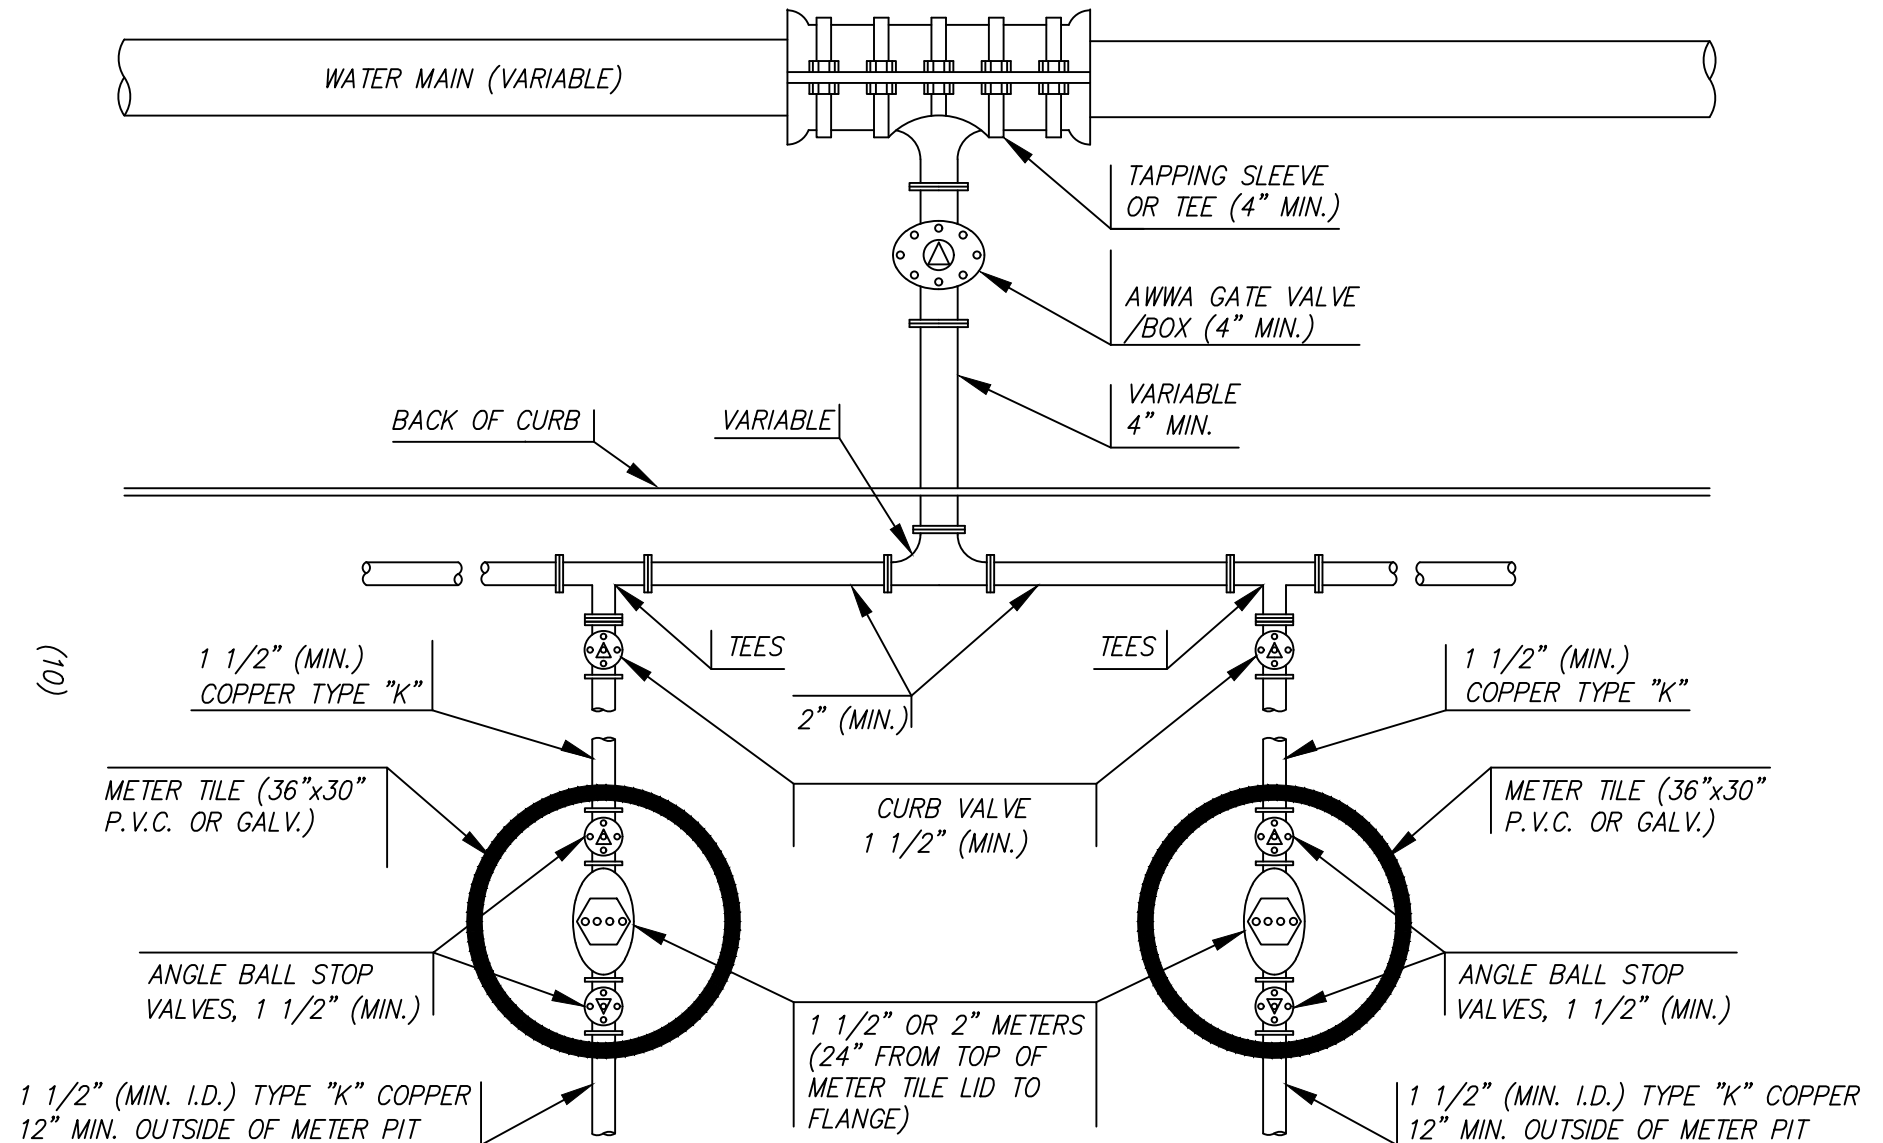 WATER MAIN (VARIABLE)
TAPPING SLEEVE
OR TEE (4" MIN.)
AWWA GATE VALVE
/BOX (4" MIN.)
VARIABLE
4" MIN.
BACK OF CURB
VARIABLE
TEES
TEES
2" (MIN.)
(10)
1 1/2" (MIN.)
COPPER TYPE "K"
1 1/2" (MIN.)
COPPER TYPE "K"
METER TILE (36"x30"
P.V.C. OR GALV.)
CURB VALVE
1 1/2" (MIN.)
METER TILE (36"x30"
P.V.C. OR GALV.)
ANGLE BALL STOP
VALVES, 1 1/2" (MIN.)
ANGLE BALL STOP
VALVES, 1 1/2" (MIN.)
1 1/2" OR 2" METERS
(24" FROM TOP OF
METER TILE LID TO
FLANGE)
1 1/2" (MIN. I.D.) TYPE "K" COPPER
12" MIN. OUTSIDE OF METER PIT
1 1/2" (MIN. I.D.) TYPE "K" COPPER
12" MIN. OUTSIDE OF METER PIT